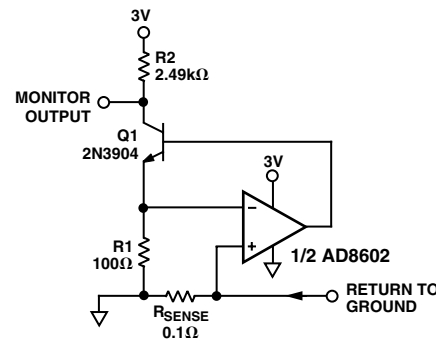 3V
R2
2.49kΩ
MONITOR
OUTPUT
Q1
2N3904
3V
−
+
1/2 AD8602
R1
100Ω
RETURN TO
GROUND
RSENSE
0.1Ω